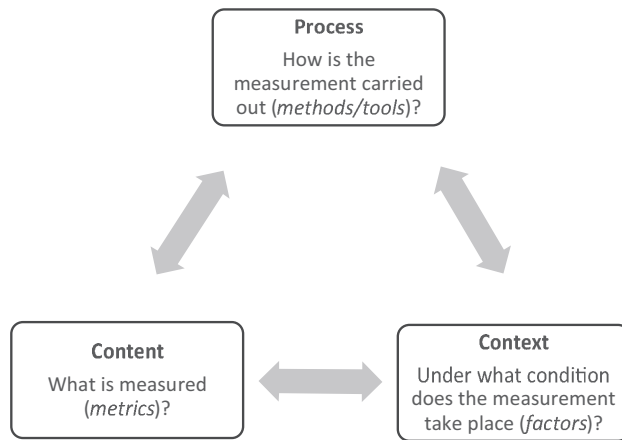 Process
How is the
measurement carried
out (methods/tools)?
Content
What is measured
(metrics)?
Context
Under what condition
does the measurement
take place (factors)?